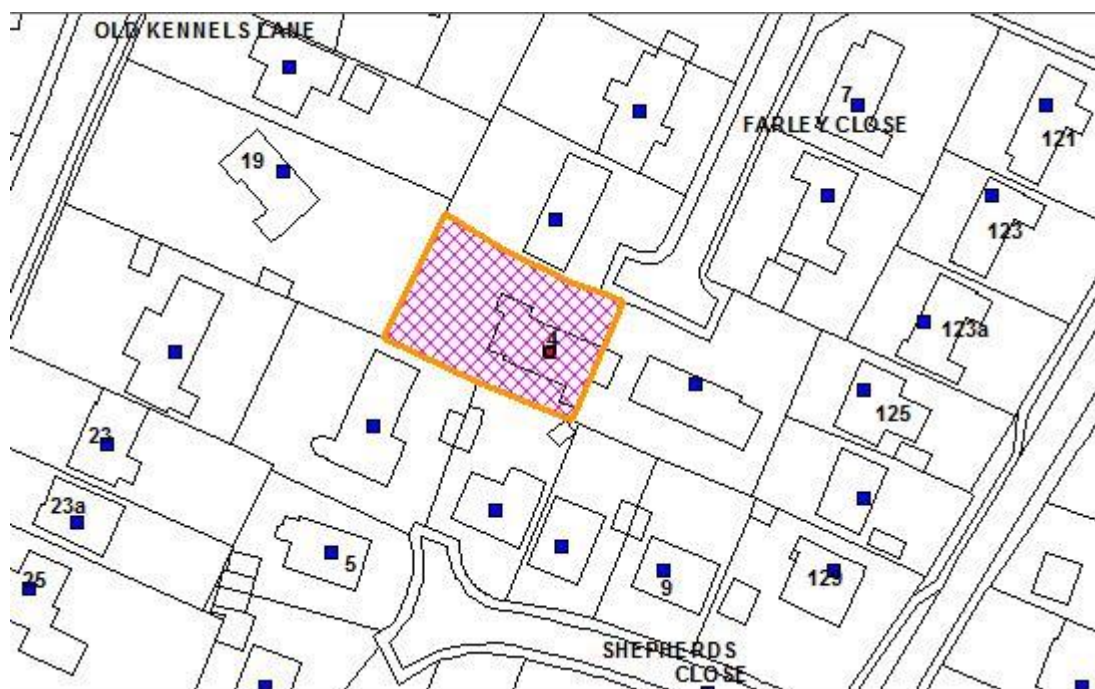 OLD KENNELS LANE
7
FARLEY CLOSE
121
19
123
123a
4
125
23
23a
5
25
9
129
SHEPHERDS
CLOSE